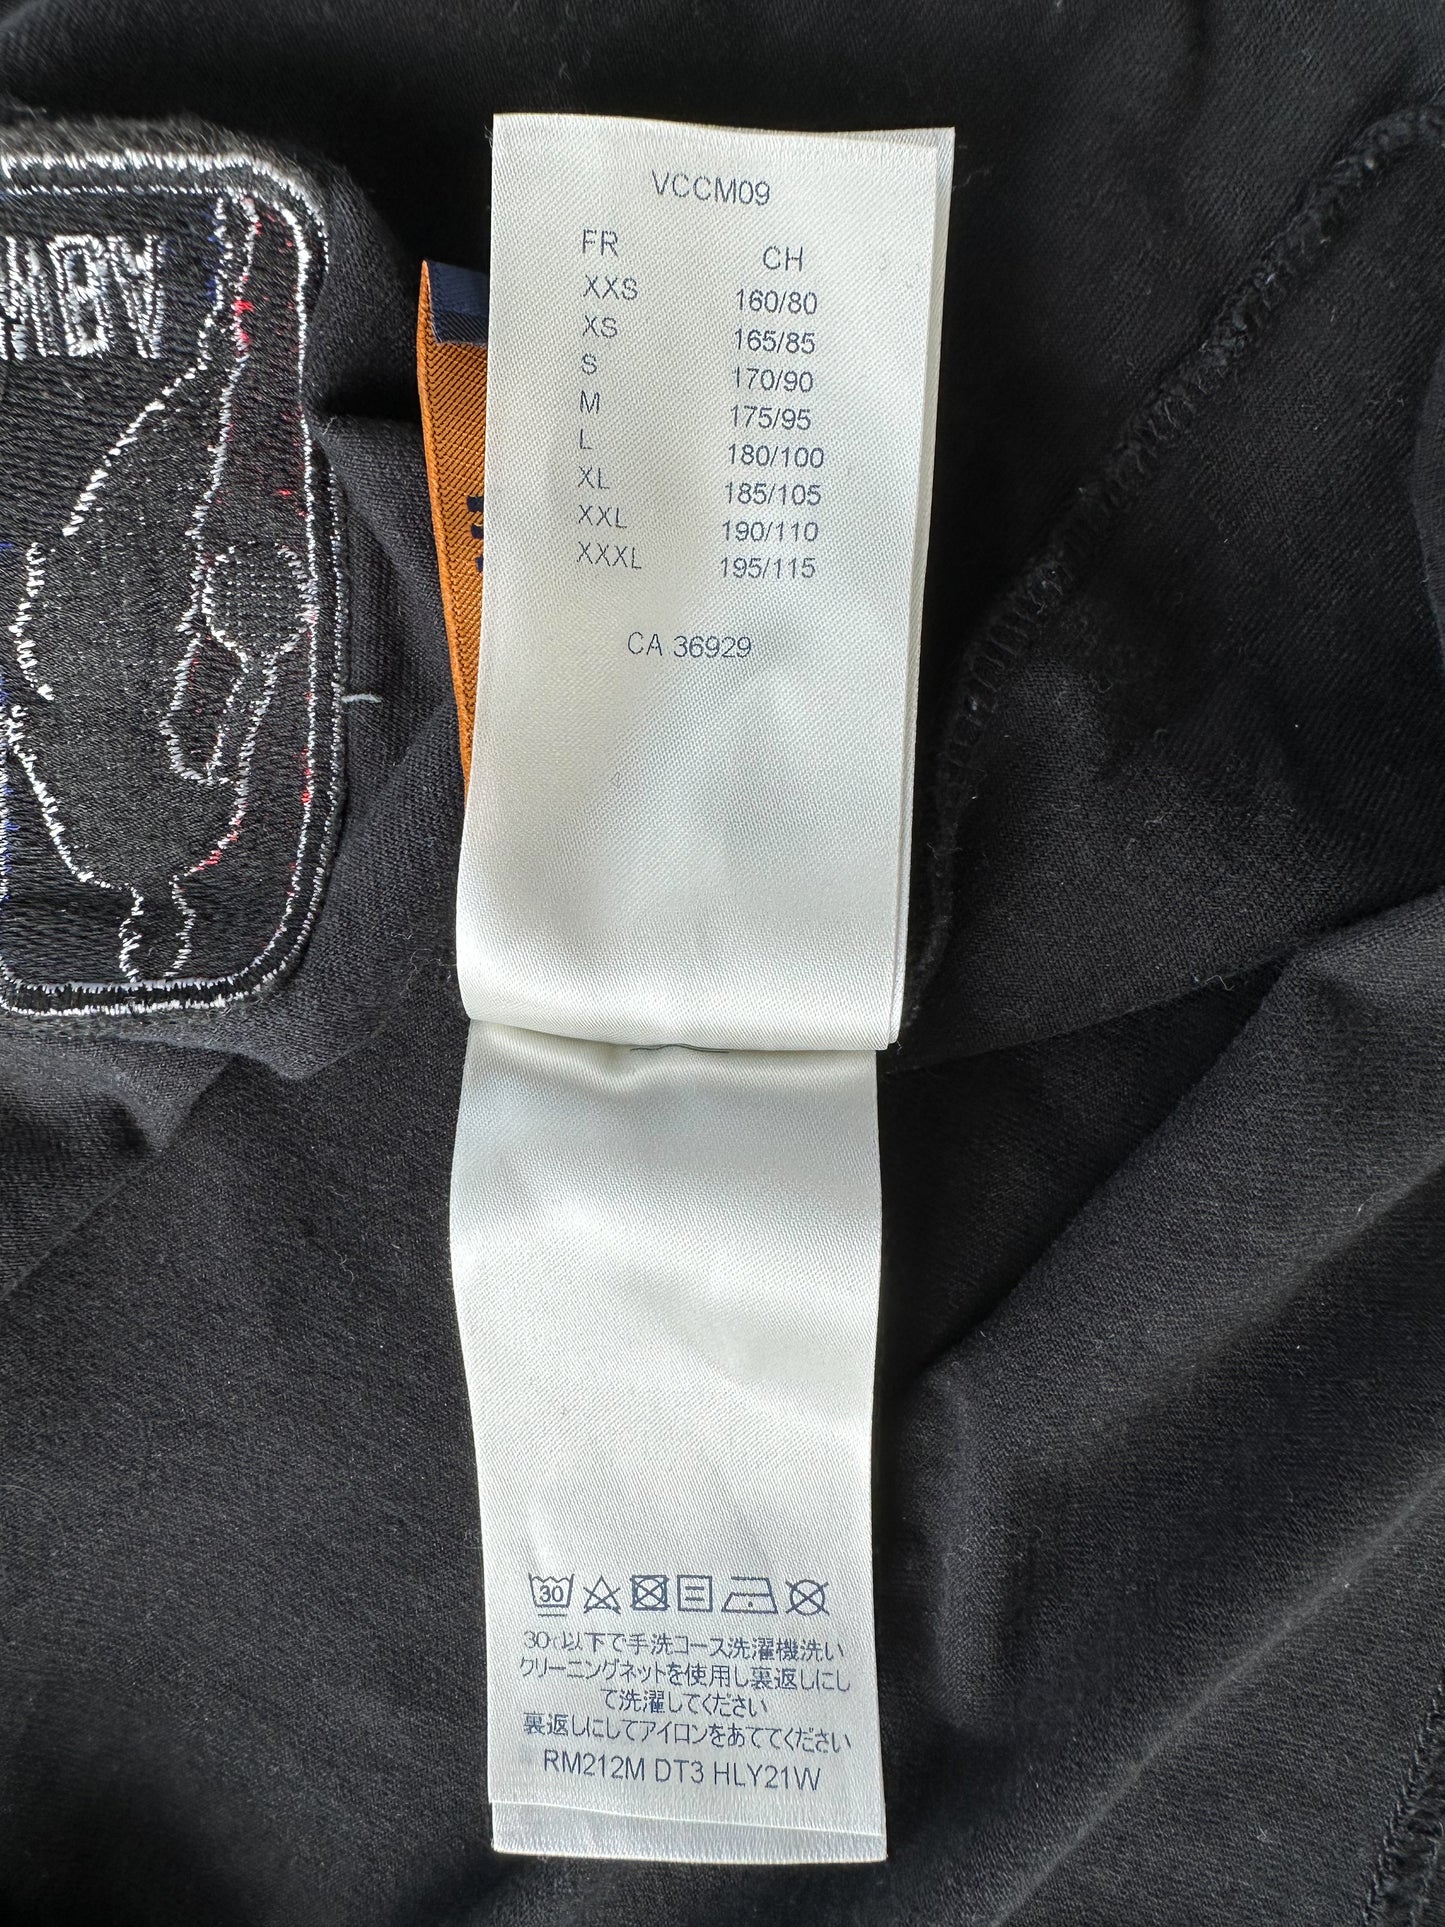 VCCM09
FR CH
XXS 160/80
XS 165/85
S 170/90
M 175/95
L 180/100
XL 185/105
XXL 190/110
XXXL 195/115
CA 36929
30
30℃以下で手洗コース洗濯機洗い
クリーニングネットを使用し裏返しにし
て洗濯してください
裏返しにしてアイロンをあててください
RM212M DT3 HLY21W